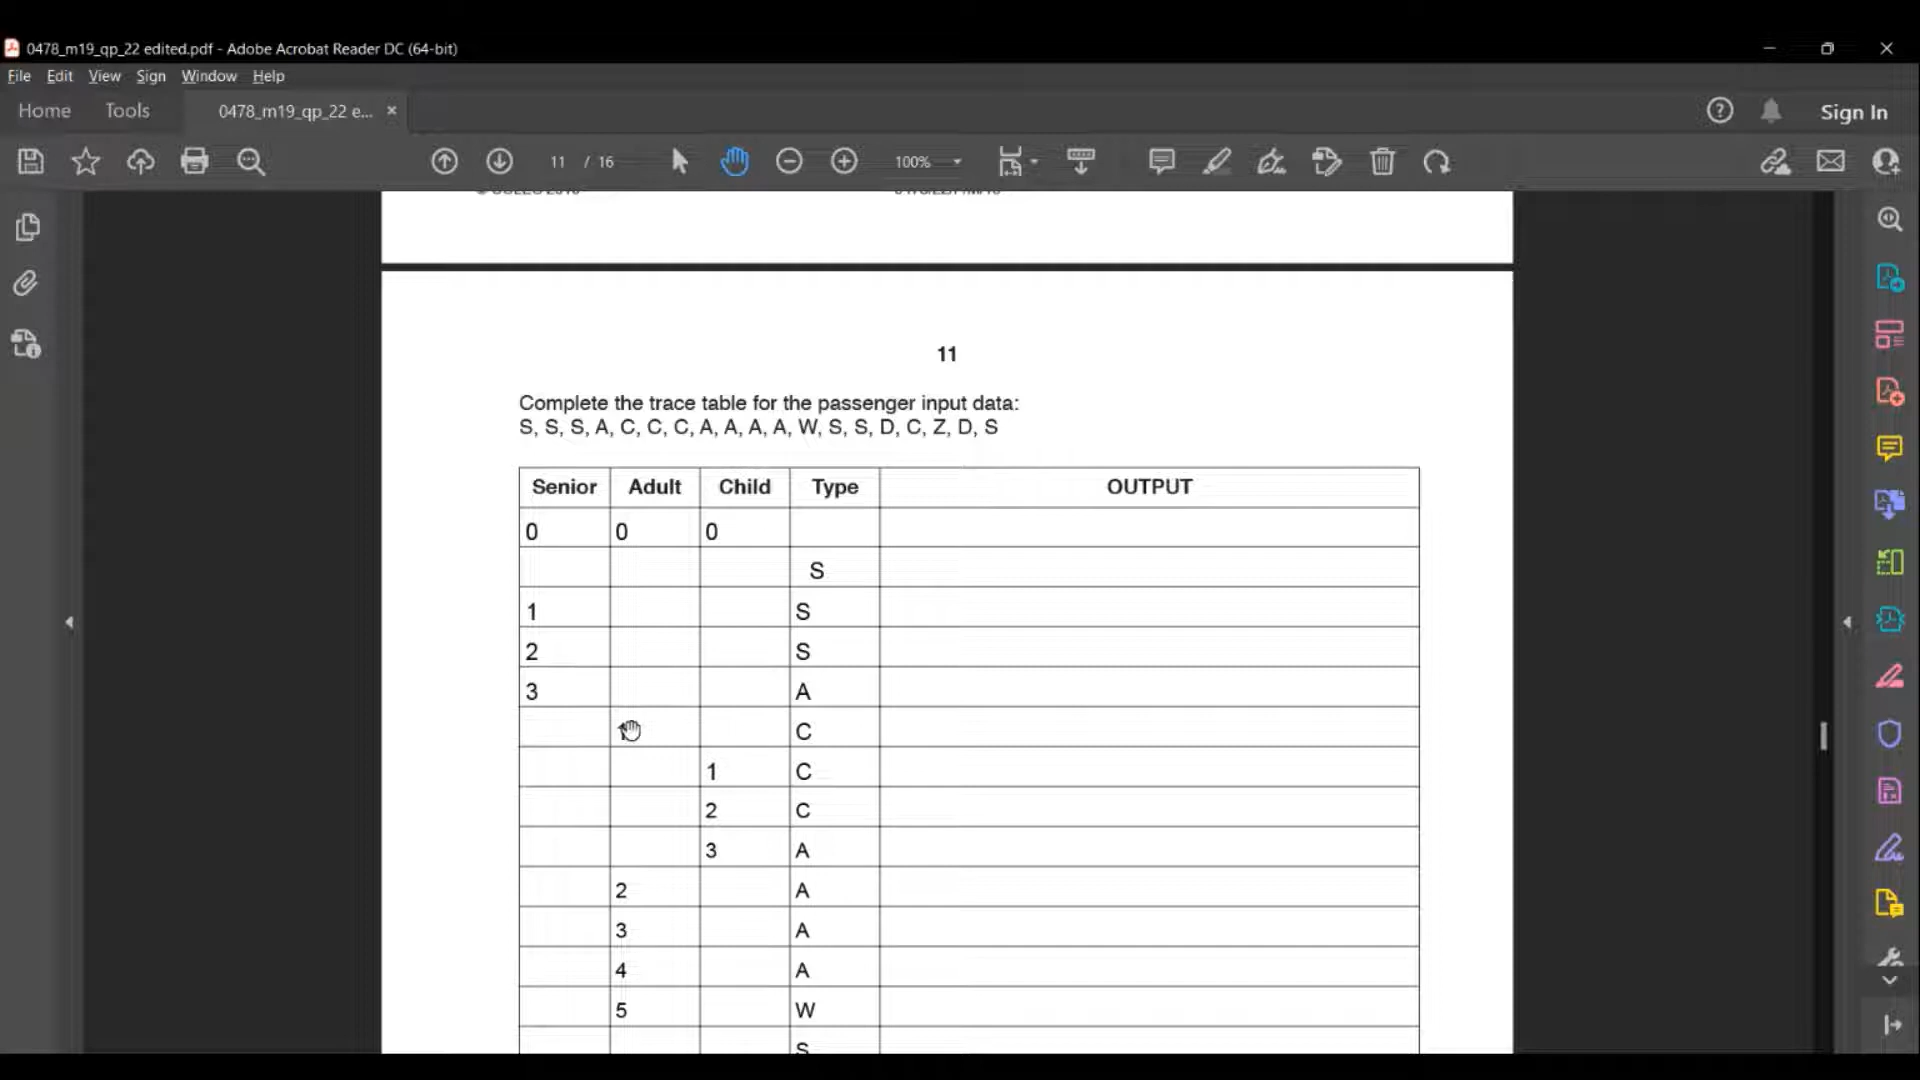 0478_m19_qp_22 edited.pdf - Adobe Acrobat Reader DC (64-bit)
File Edit View Sign Window Help
Home Tools 0478_m19_qp_22 e... × Sign In
11 / 16 100%
11
Complete the trace table for the passenger input data:
S, S, S, A, C, C, C, A, A, A, A, W, S, S, D, C, Z, D, S
Senior Adult Child Type OUTPUT
0 0 0
S
1 S
2 S
3 A
C
1 C
2 C
3 A
2 A
3 A
4 A
5 W
S